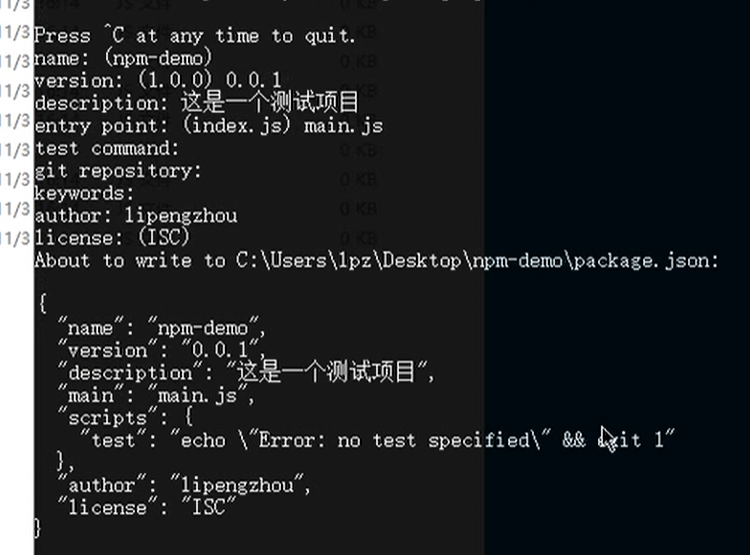 Press ^C at any time to quit.
name: (npm-demo)
version: (1.0.0) 0.0.1
description: 这是一个测试项目
entry point: (index.js) main.js
test command:
git repository:
keywords:
author: lipengzhou
license: (ISC)
About to write to C:\Users\lpz\Desktop\npm-demo\package.json:
{
"name": "npm-demo",
"version": "0.0.1",
"description": "这是一个测试项目",
"main": "main.js",
"scripts": {
"test": "echo \"Error: no test specified\" && exit 1"
},
"author": "lipengzhou",
"license": "ISC"
}